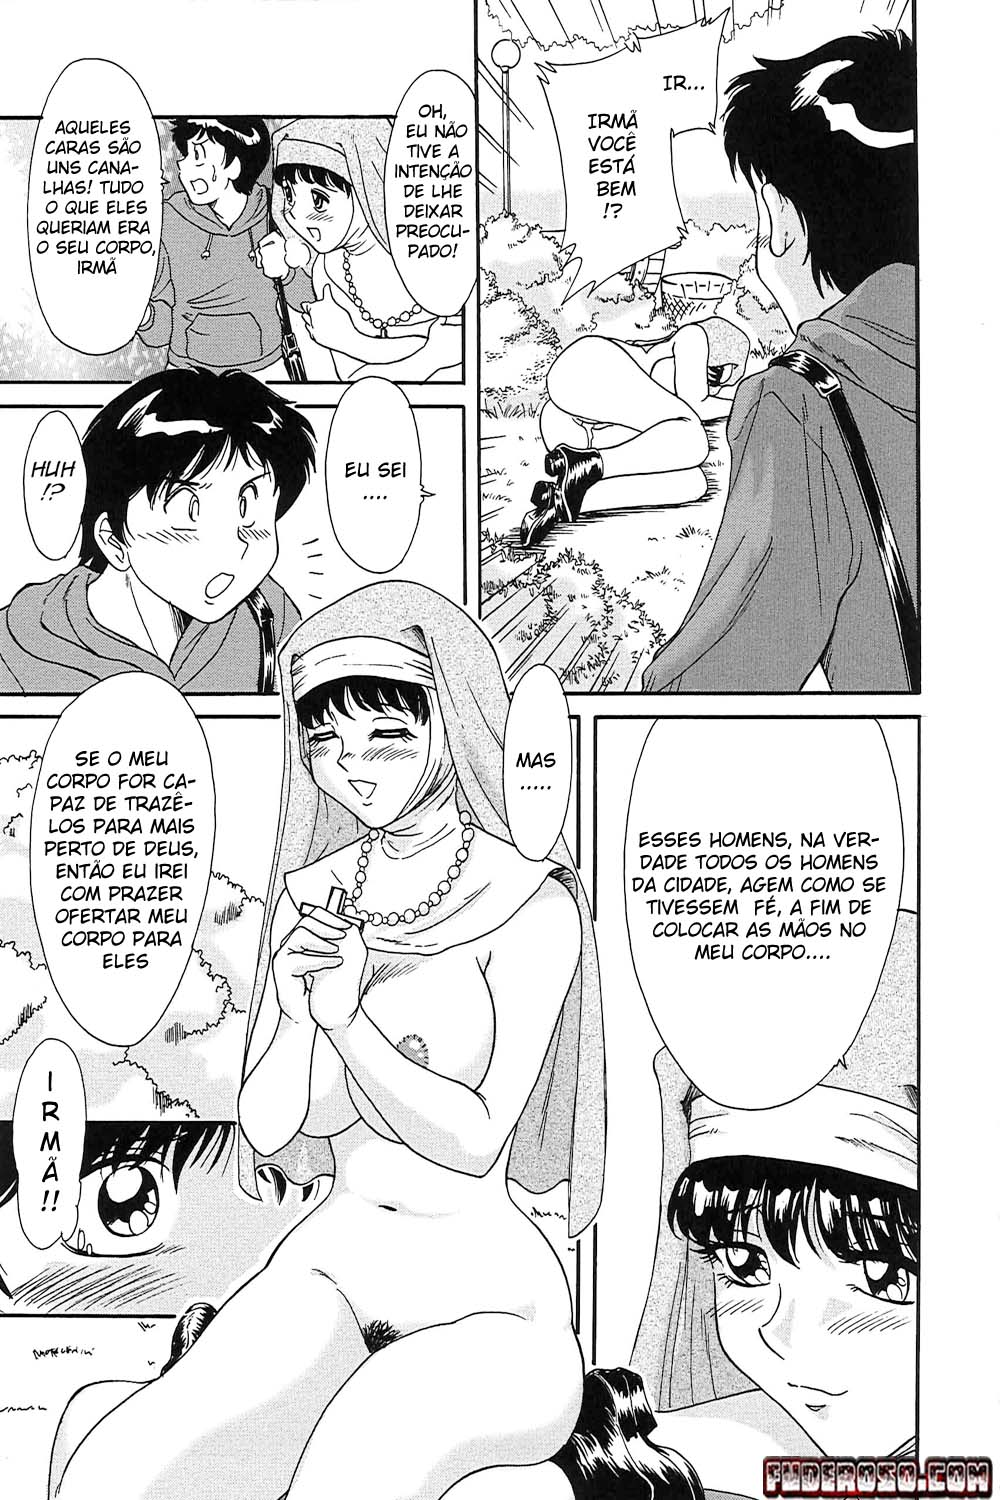 IR...
IRMÃ
VOCÊ
ESTÁ
BEM
!?
OH,
EU NÃO
TIVE A
INTENÇÃO
DE LHE
DEIXAR
PREOCU-
PADO!
AQUELES
CARAS SÃO
UNS CANA-
LHAS! TUDO
O QUE ELES
QUERIAM ERA
O SEU CORPO,
IRMÃ
EU SEI
....
HUH
!?
ESSES HOMENS, NA VER-
DADE TODOS OS HOMENS
DA CIDADE, AGEM COMO SE
TIVESSEM FÉ, A FIM DE
COLOCAR AS MÃOS NO
MEU CORPO....
MAS
.....
SE O MEU
CORPO FOR CA-
PAZ DE TRAZÊ-
LOS PARA MAIS
PERTO DE DEUS,
ENTÃO EU IREI
COM PRAZER
OFERTAR MEU
CORPO PARA
ELES
IRMÃ!!
FUDEROSO.COM